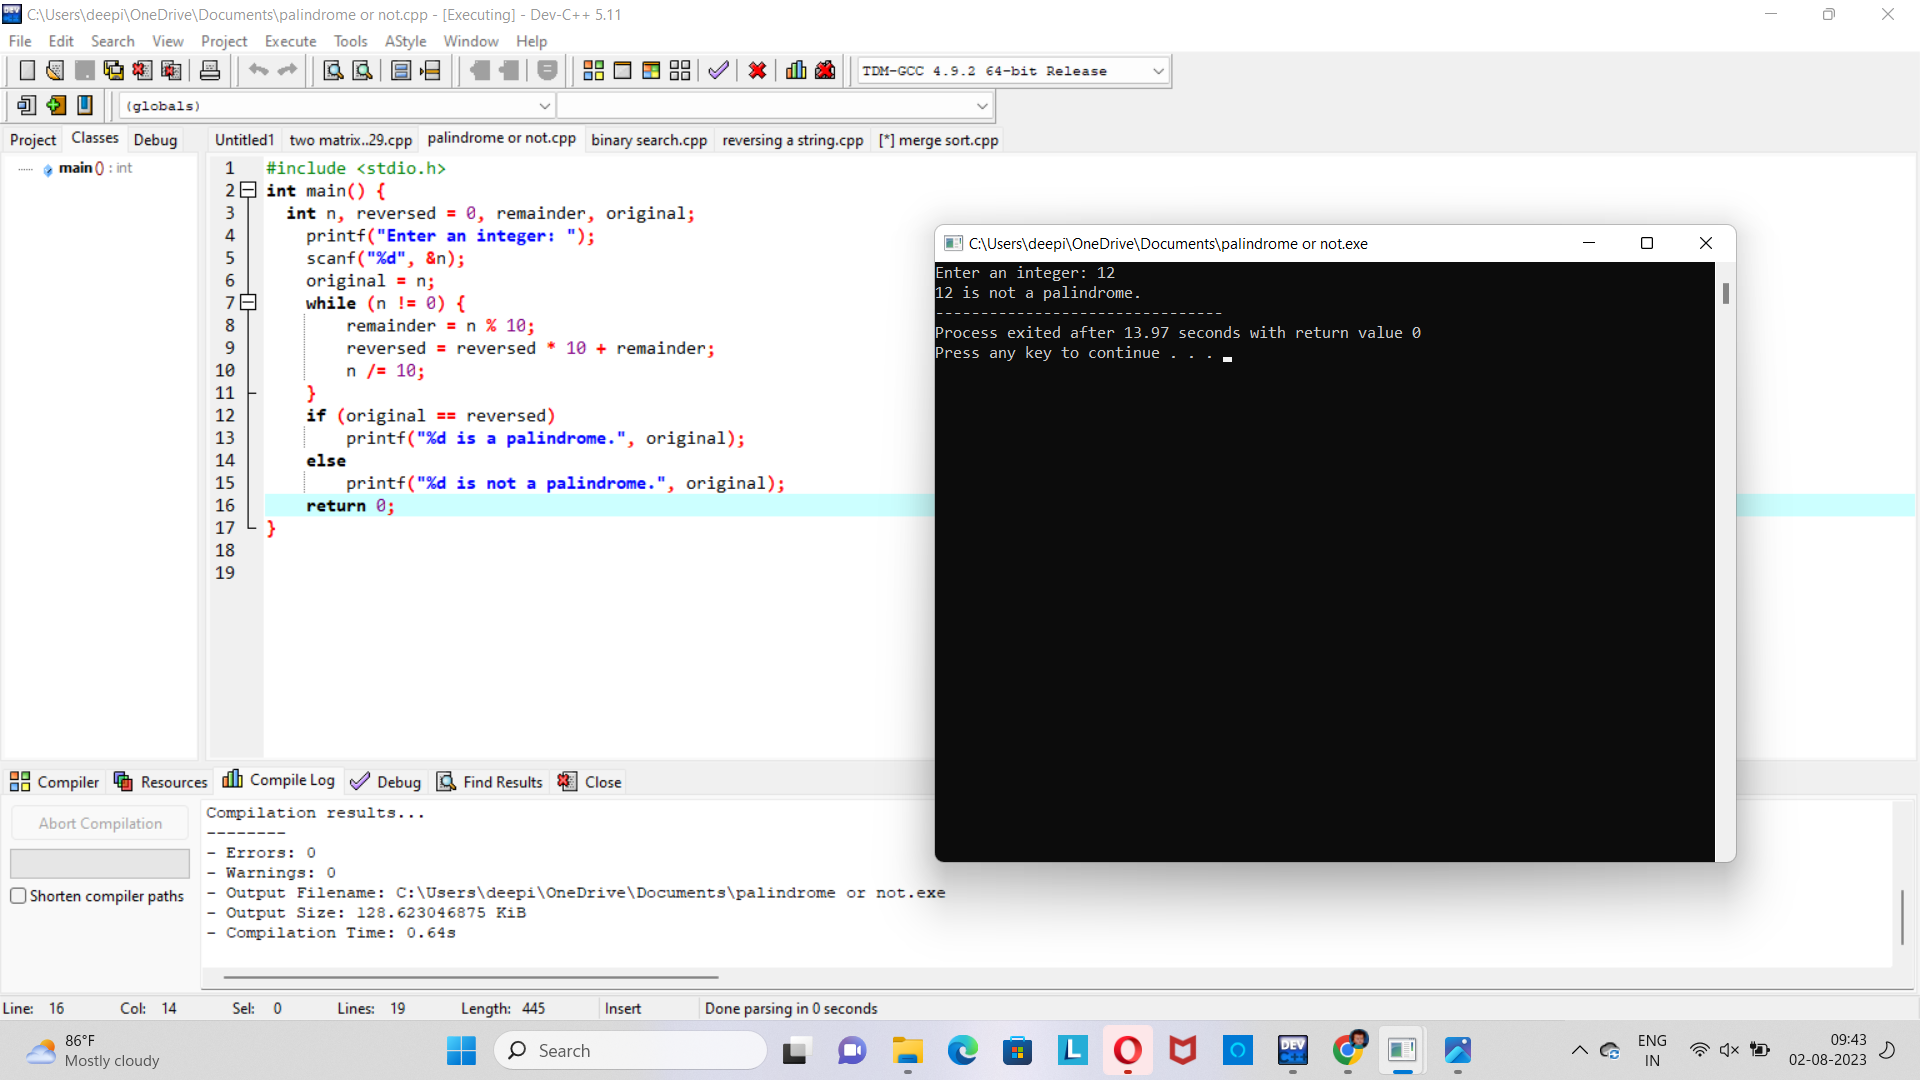 C:\Users\deepi\OneDrive\Documents\palindrome or not.cpp - [Executing] - Dev-C++ 5.11
File Edit Search View Project Execute Tools AStyle Window Help
TDM-GCC 4.9.2 64-bit Release
(globals)
Project Classes Debug
Untitled1 two matrix..29.cpp palindrome or not.cpp binary search.cpp reversing a string.cpp [*] merge sort.cpp
main () : int
1 #include <stdio.h>
2 int main() {
3 int n, reversed = 0, remainder, original;
4 printf("Enter an integer: ");
5 scanf("%d", &n);
6 original = n;
7 while (n != 0) {
8 remainder = n % 10;
9 reversed = reversed * 10 + remainder;
10 n /= 10;
11 }
12 if (original == reversed)
13 printf("%d is a palindrome.", original);
14 else
15 printf("%d is not a palindrome.", original);
16 return 0;
17 }
18
19
C:\Users\deepi\OneDrive\Documents\palindrome or not.exe
Enter an integer: 12
12 is not a palindrome.
--------------------------------
Process exited after 13.97 seconds with return value 0
Press any key to continue . . .
Compiler Resources Compile Log Debug Find Results Close
Abort Compilation
Shorten compiler paths
Compilation results...
--------
- Errors: 0
- Warnings: 0
- Output Filename: C:\Users\deepi\OneDrive\Documents\palindrome or not.exe
- Output Size: 128.623046875 KiB
- Compilation Time: 0.64s
Line: 16 Col: 14 Sel: 0 Lines: 19 Length: 445 Insert Done parsing in 0 seconds
86°F
Mostly cloudy
Search
L
DEV
ENG
IN
09:43
02-08-2023